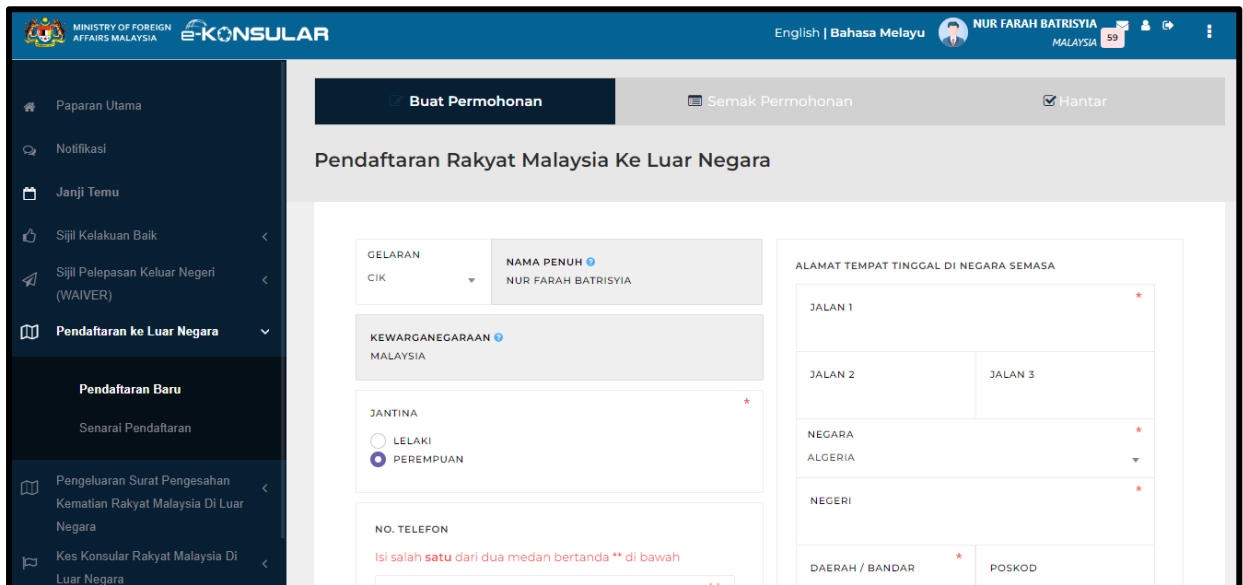 MINISTRY OF FOREIGN
AFFAIRS MALAYSIA
é-KONSULAR
English | Bahasa Melayu
NUR FARAH BATRISYIA
MALAYSIA
59
Paparan Utama
Notifikasi
Janji Temu
Sijil Kelakuan Baik
Sijil Pelepasan Keluar Negeri
(WAIVER)
Pendaftaran ke Luar Negara
Pendaftaran Baru
Senarai Pendaftaran
Pengeluaran Surat Pengesahan
Kematian Rakyat Malaysia Di Luar
Negara
Kes Konsular Rakyat Malaysia Di
Luar Negara
Buat Permohonan
Semak Permohonan
Hantar
Pendaftaran Rakyat Malaysia Ke Luar Negara
GELARAN
CIK
NAMA PENUH
NUR FARAH BATRISYIA
KEWARGANEGARAAN
MALAYSIA
JANTINA *
LELAKI
PEREMPUAN
NO. TELEFON
Isi salah satu dari dua medan bertanda ** di bawah
ALAMAT TEMPAT TINGGAL DI NEGARA SEMASA
JALAN 1 *
JALAN 2
JALAN 3
NEGARA *
ALGERIA
NEGERI *
DAERAH / BANDAR *
POSKOD